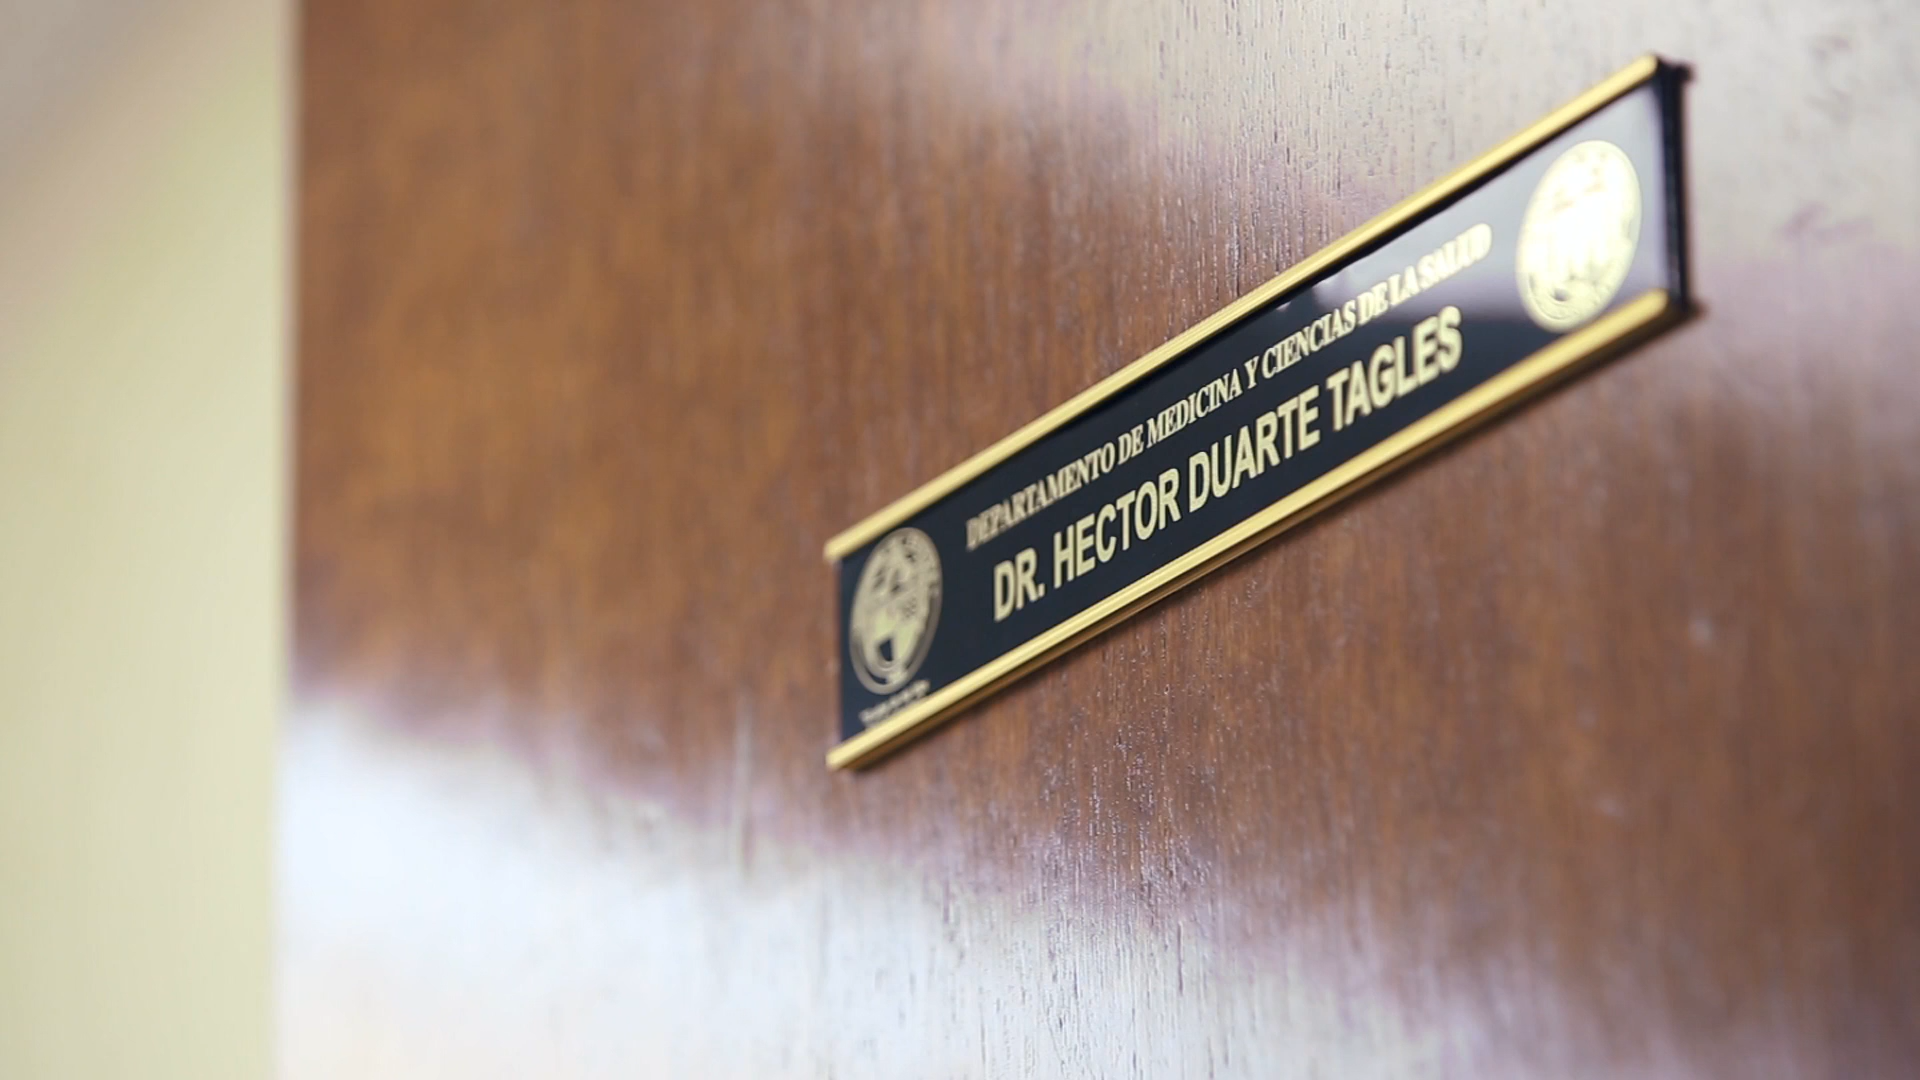 DEPARTAMENTO DE MEDICINA Y CIENCIAS DE LA SALUD
DR. HECTOR DUARTE TAGLES